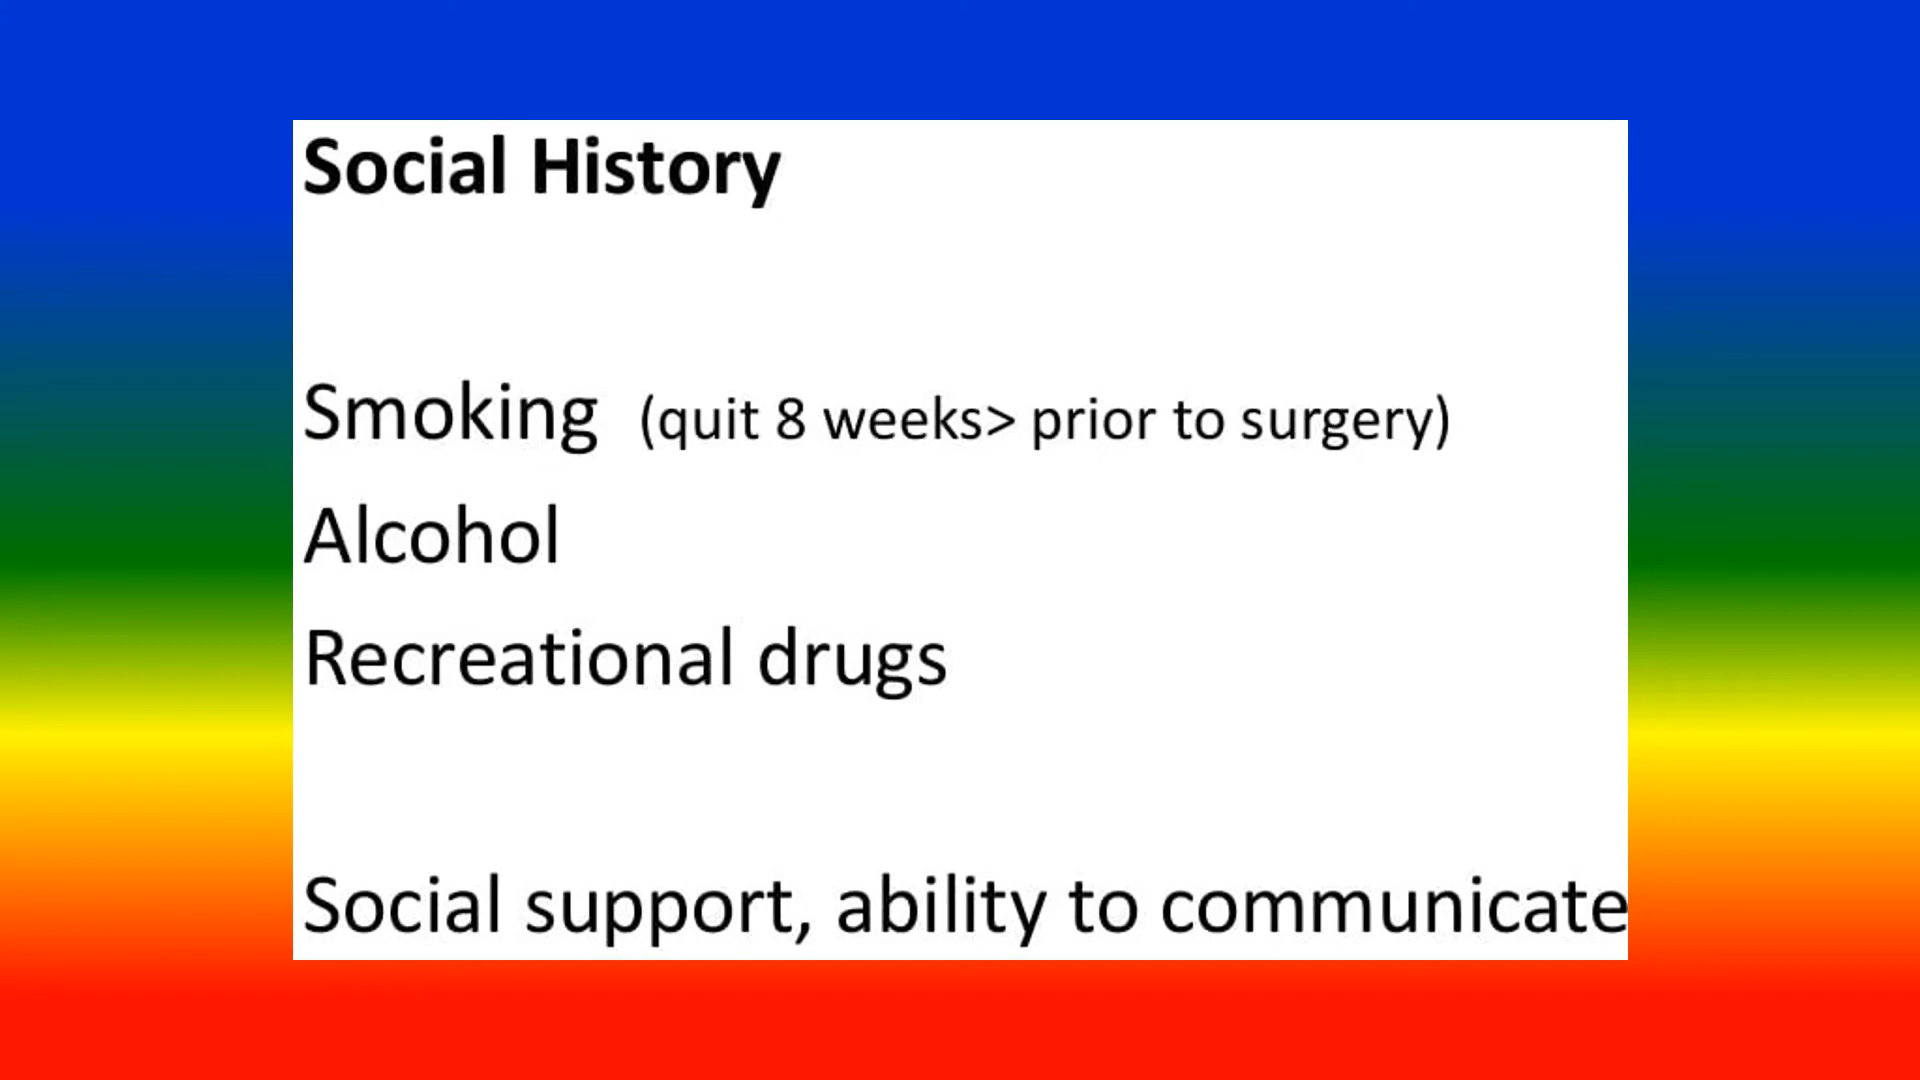 Social History
Smoking (quit 8 weeks> prior to surgery)
Alcohol
Recreational drugs
Social support, ability to communicate